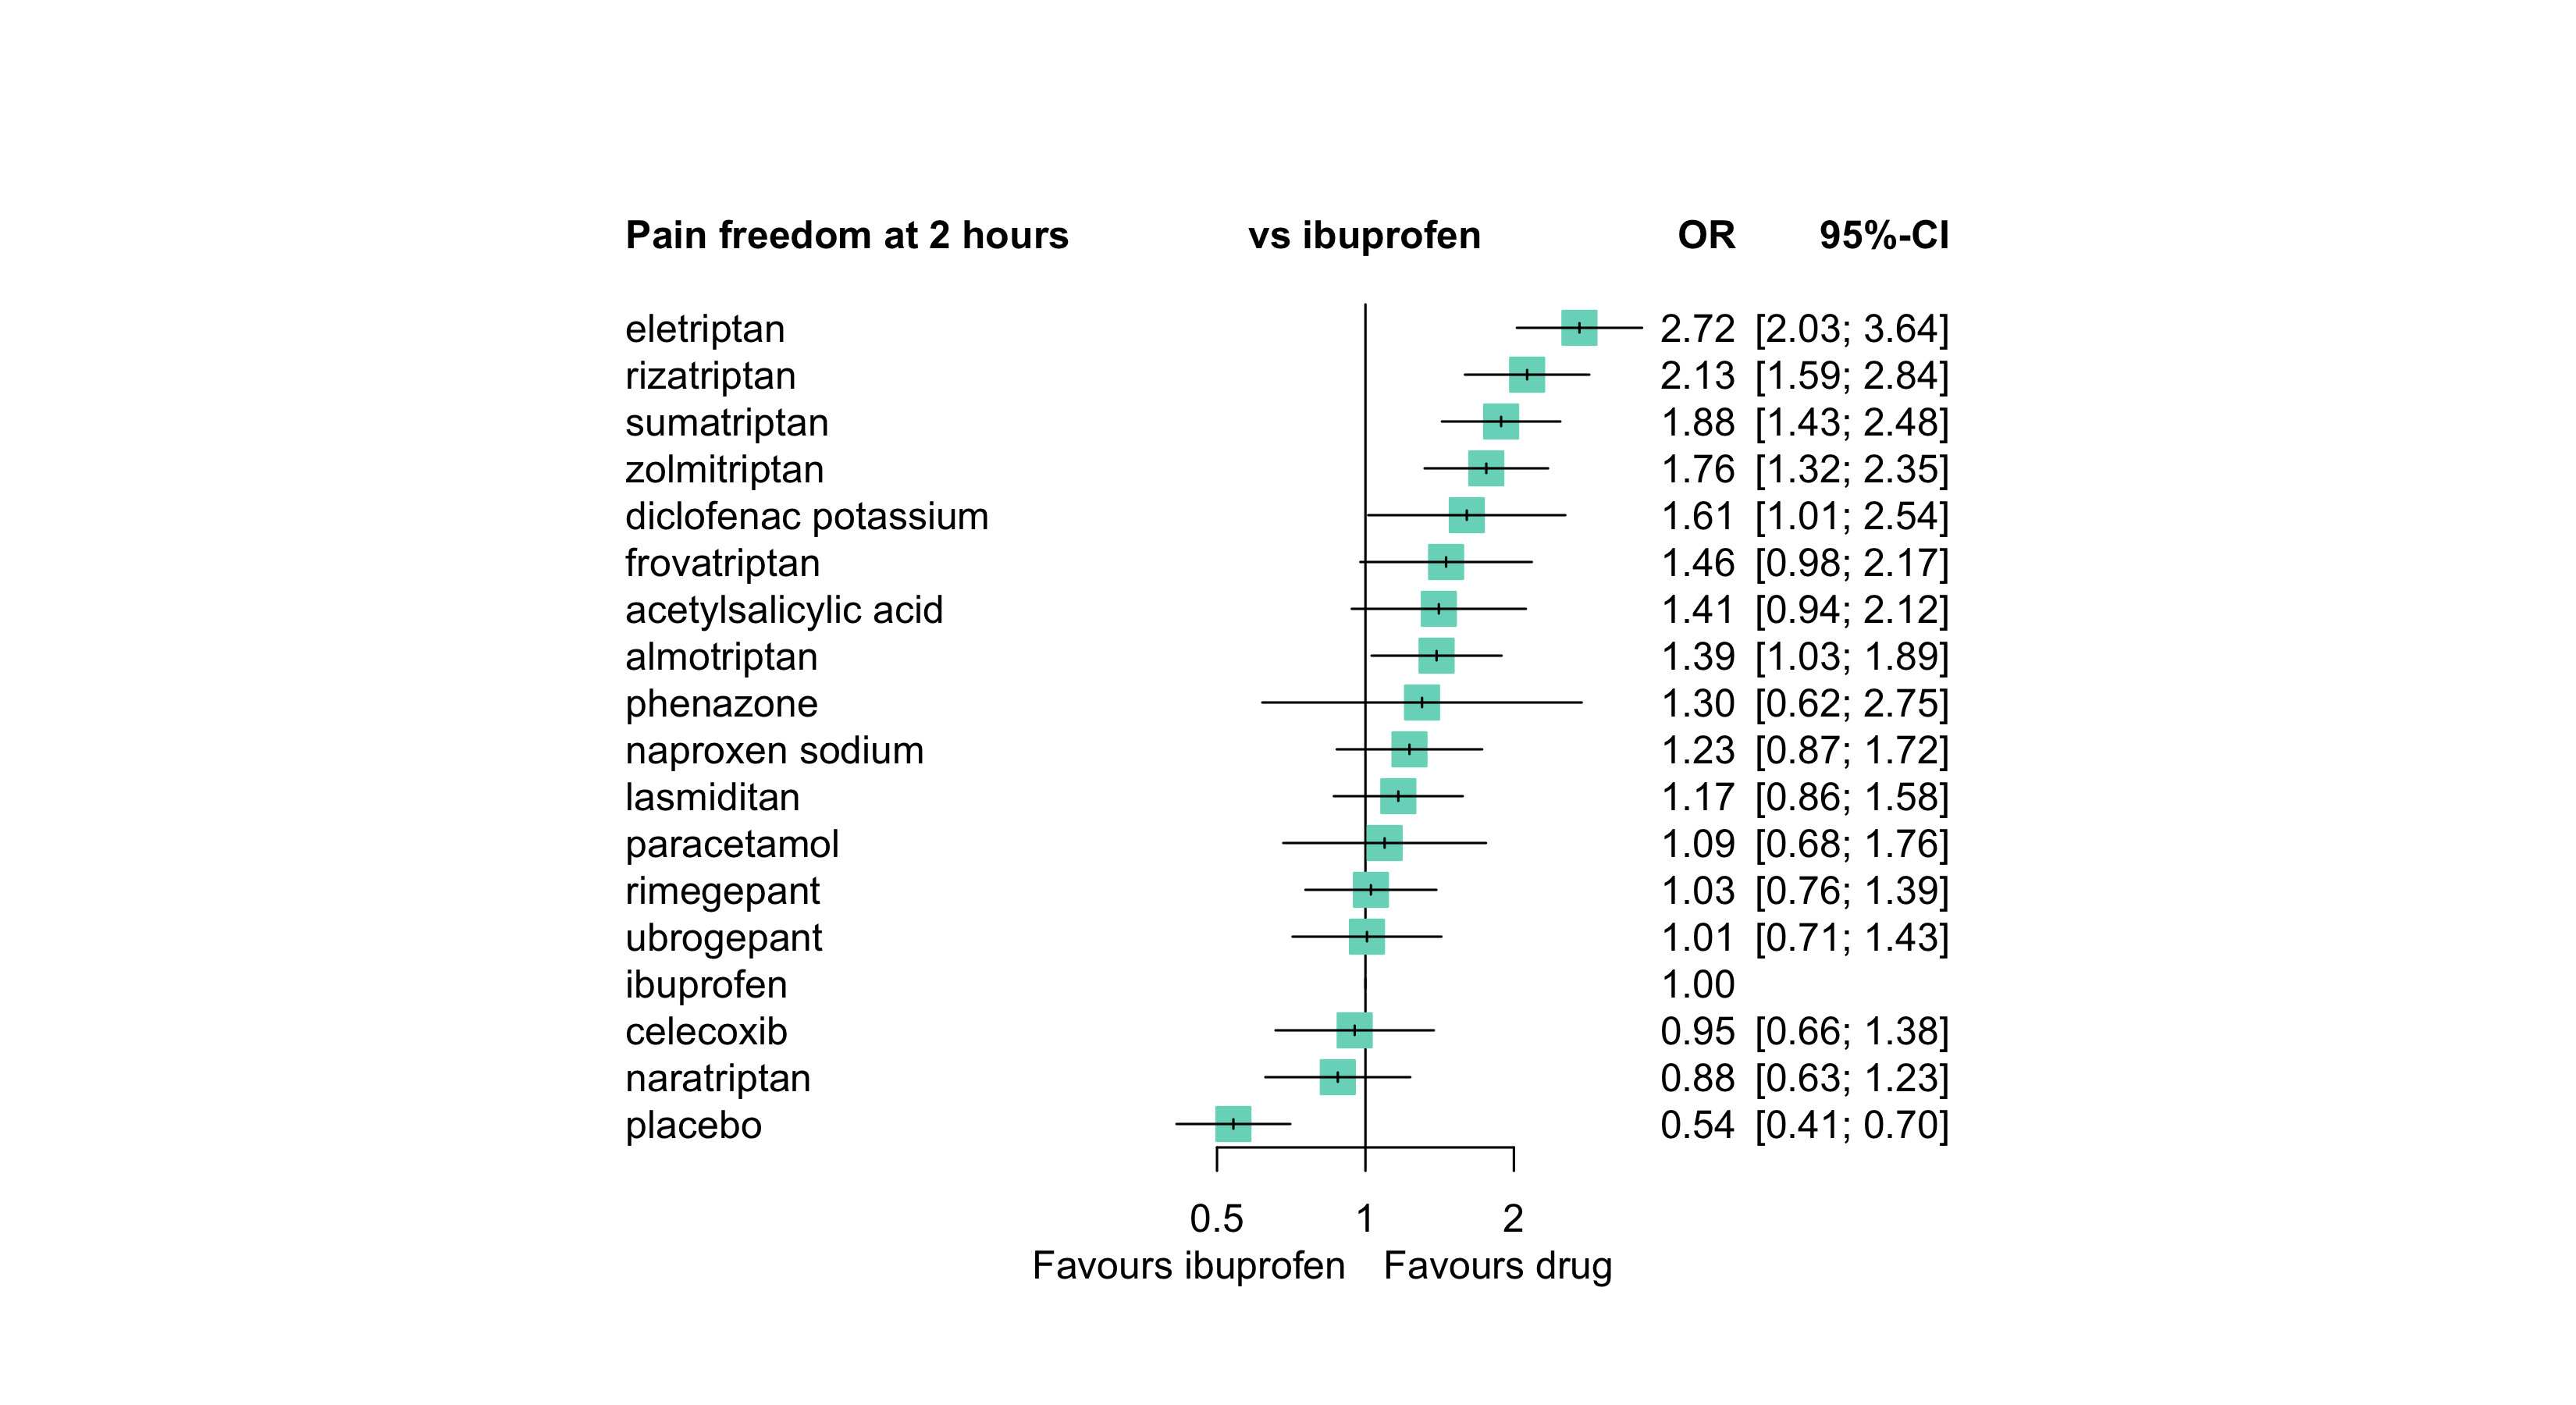 Pain freedom at 2 hours vs ibuprofen OR 95%-CI
eletriptan 2.72 [2.03; 3.64]
rizatriptan 2.13 [1.59; 2.84]
sumatriptan 1.88 [1.43; 2.48]
zolmitriptan 1.76 [1.32; 2.35]
diclofenac potassium 1.61 [1.01; 2.54]
frovatriptan 1.46 [0.98; 2.17]
acetylsalicylic acid 1.41 [0.94; 2.12]
almotriptan 1.39 [1.03; 1.89]
phenazone 1.30 [0.62; 2.75]
naproxen sodium 1.23 [0.87; 1.72]
lasmiditan 1.17 [0.86; 1.58]
paracetamol 1.09 [0.68; 1.76]
rimegepant 1.03 [0.76; 1.39]
ubrogepant 1.01 [0.71; 1.43]
ibuprofen 1.00
celecoxib 0.95 [0.66; 1.38]
naratriptan 0.88 [0.63; 1.23]
placebo 0.54 [0.41; 0.70]
0.5 1 2
Favours ibuprofen Favours drug